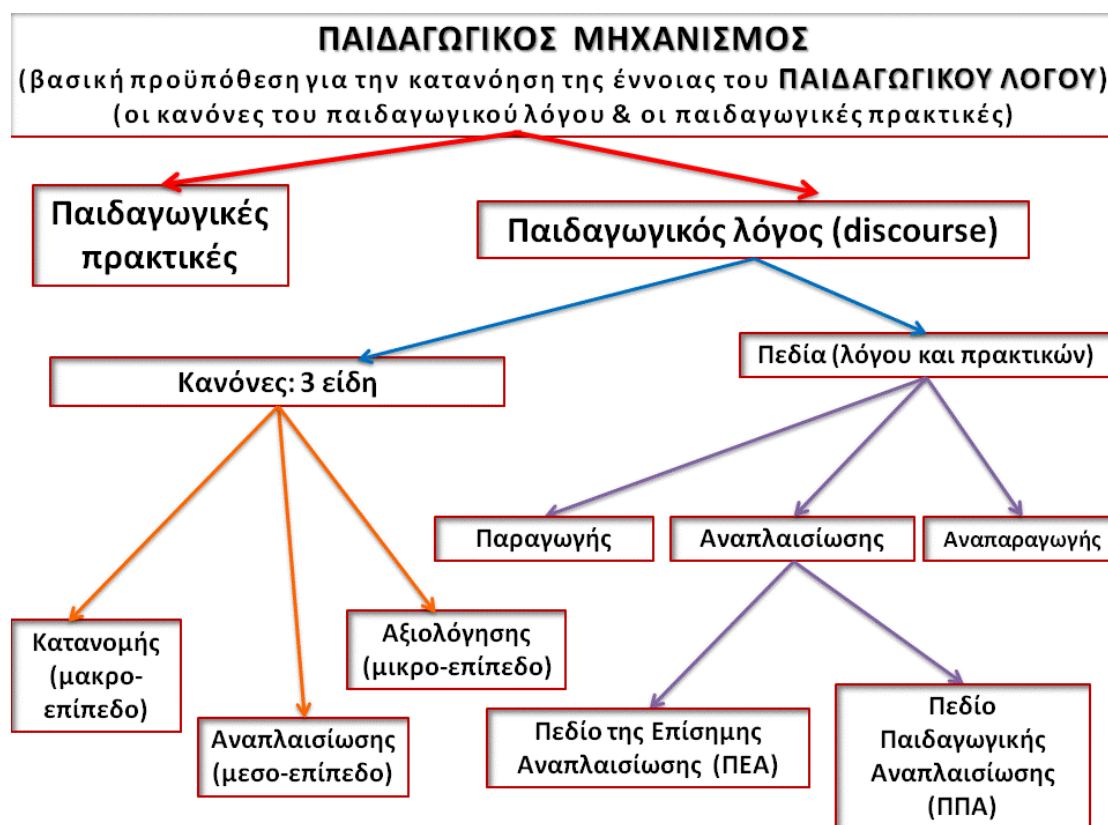 ΠΑΙΔΑΓΩΓΙΚΟΣ ΜΗΧΑΝΙΣΜΟΣ
(βασική προϋπόθεση για την κατανόηση της έννοιας του ΠΑΙΔΑΓΩΓΙΚΟΥ ΛΟΓΟΥ)
(οι κανόνες του παιδαγωγικού λόγου & οι παιδαγωγικές πρακτικές)
Παιδαγωγικές
πρακτικές
Παιδαγωγικός λόγος (discourse)
Κανόνες: 3 είδη
Πεδία (λόγου και πρακτικών)
Παραγωγής
Αναπλαισίωσης
Αναπαραγωγής
Κατανομής
(μακρο-
επίπεδο)
Αναπλαισίωσης
(μεσο-επίπεδο)
Αξιολόγησης
(μικρο-επίπεδο)
Πεδίο της Επίσημης
Αναπλαισίωσης (ΠΕΑ)
Πεδίο
Παιδαγωγικής
Αναπλαισίωσης
(ΠΠΑ)